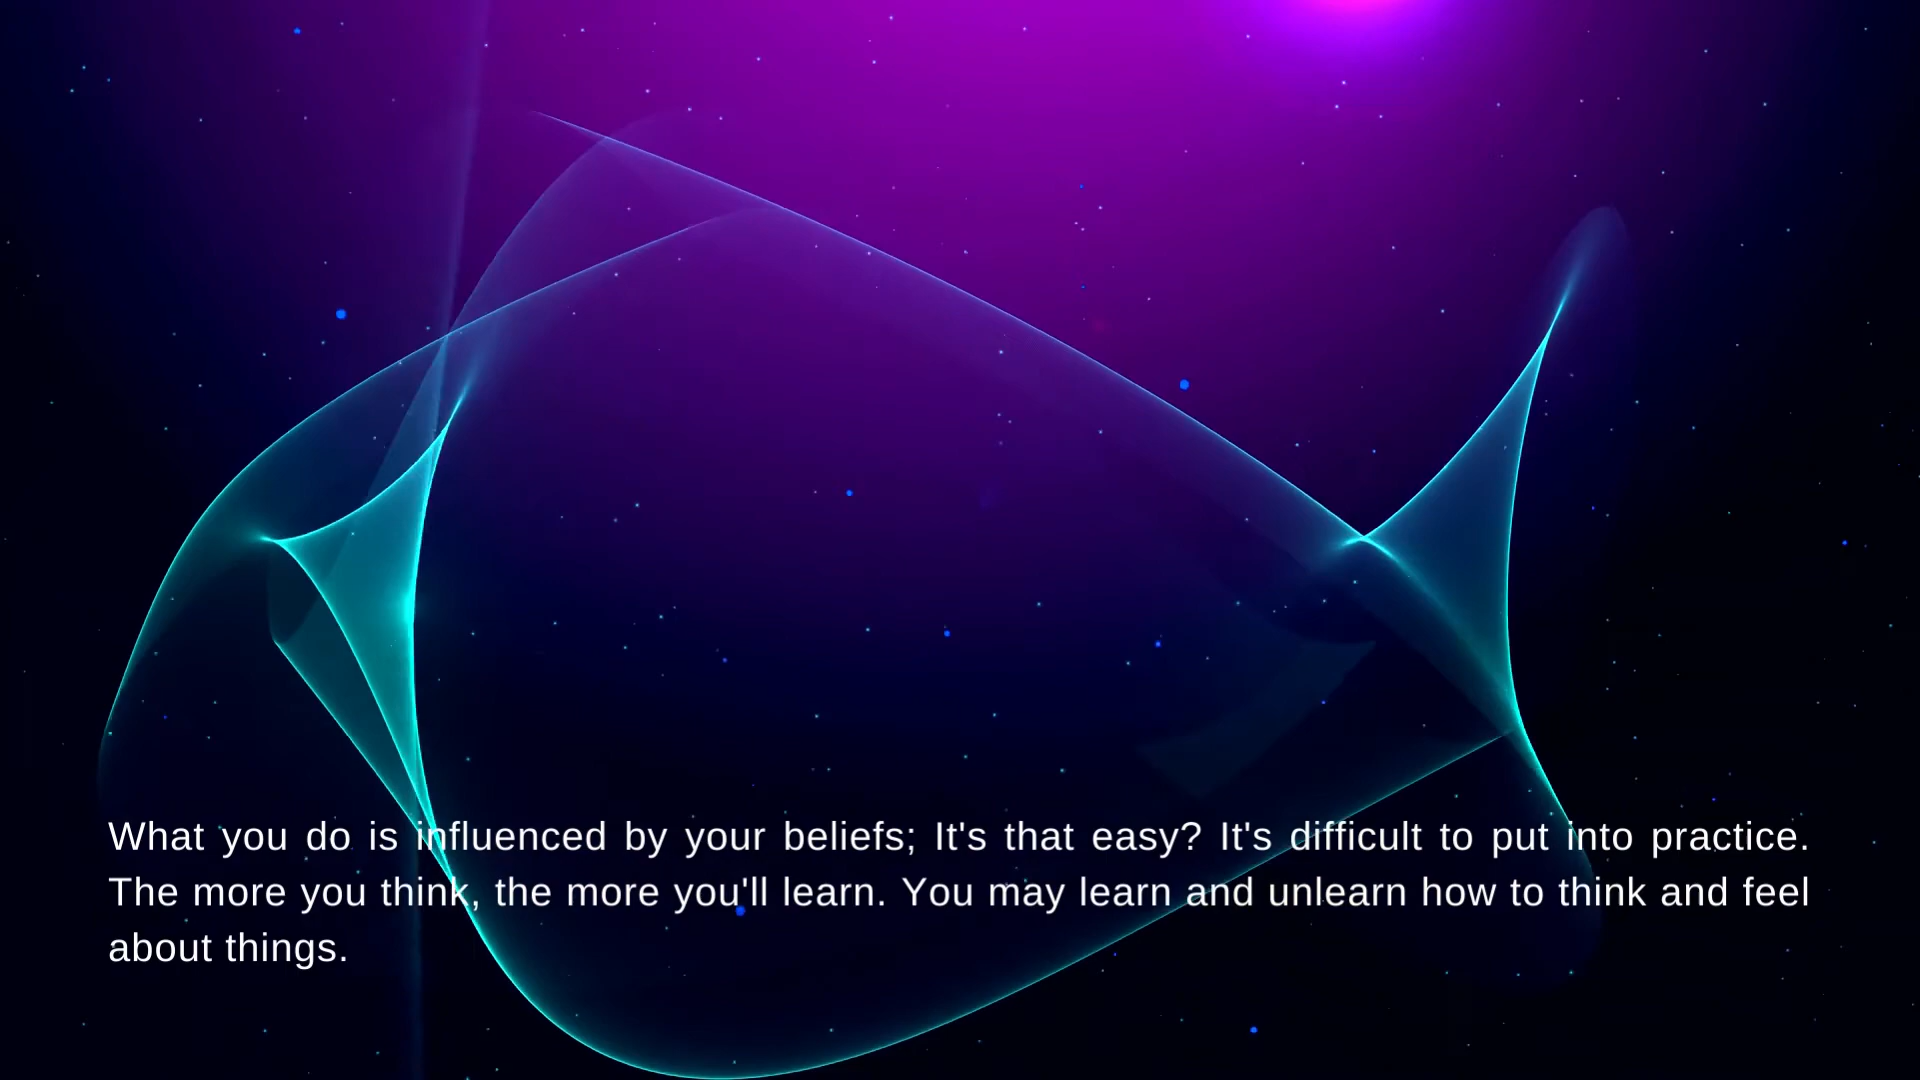 What you do is influenced by your beliefs; It's that easy? It's difficult to put into practice.
The more you think, the more you'll learn. You may learn and unlearn how to think and feel
about things.